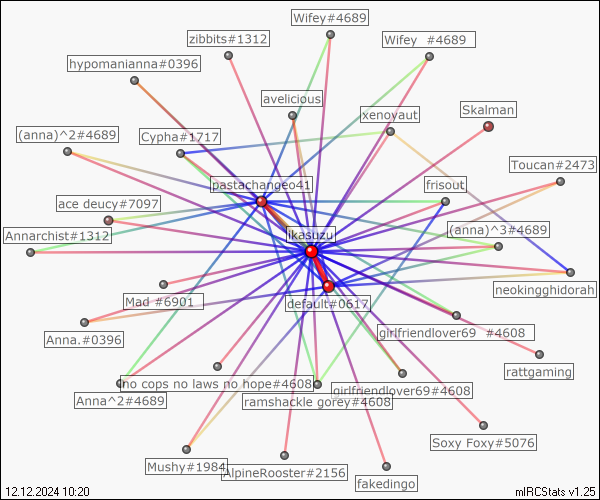 Wifey#4689
zibbits#1312
Wifey  #4689
hypomanianna#0396
avelicious
xenoyaut
Skalman
(anna)^2#4689
Cypha#1717
Toucan#2473
pastachangeo41
frisout
ace deucy#7097
Annarchist#1312
ikasuzu
(anna)^3#4689
neokingghidorah
Mad #6901
default#0617
Anna.#0396
girlfriendlover69  #4608
rattgaming
no cops no laws no hope#4608
girlfriendlover69#4608
Anna^2#4689
ramshackle gorey#4608
Soxy Foxy#5076
Mushy#1984
AlpineRooster#2156
fakedingo
12.12.2024 10:20
mIRCStats v1.25